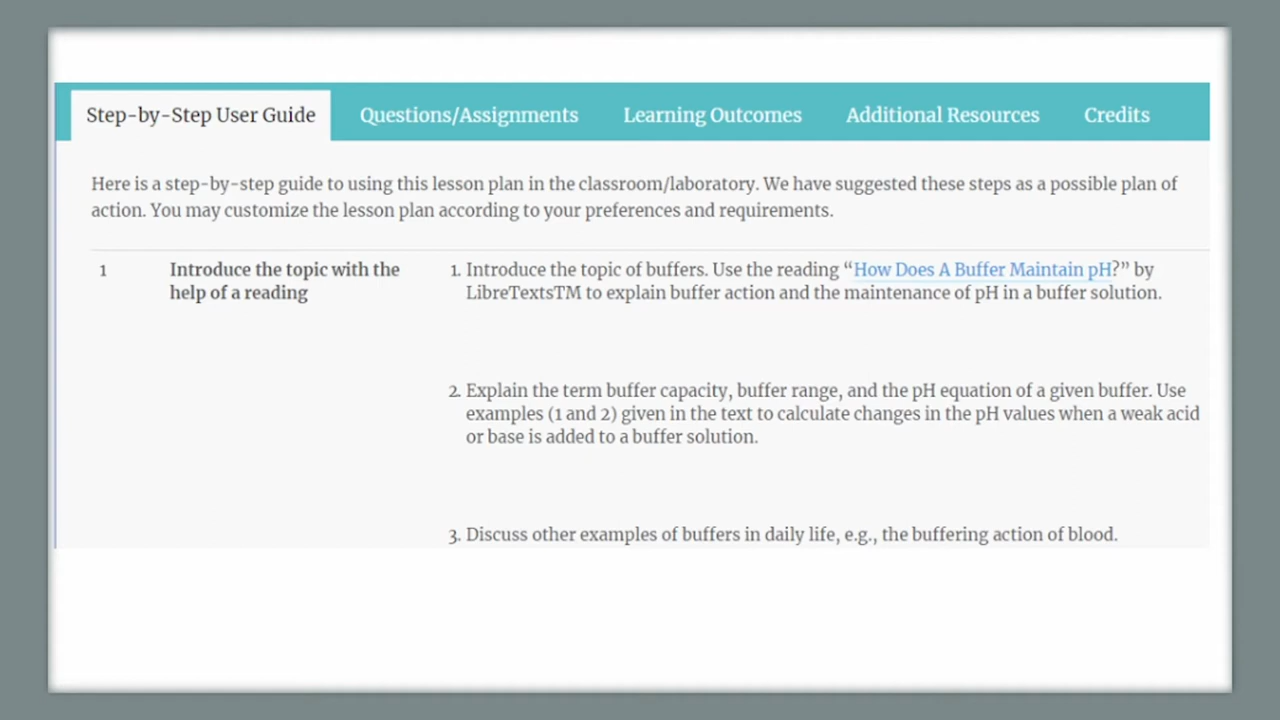 Step-by-Step User Guide Questions/Assignments Learning Outcomes Additional Resources Credits
Here is a step-by-step guide to using this lesson plan in the classroom/laboratory. We have suggested these steps as a possible plan of
action. You may customize the lesson plan according to your preferences and requirements.
1 Introduce the topic with the
help of a reading
1. Introduce the topic of buffers. Use the reading “How Does A Buffer Maintain pH?” by
LibreTextsTM to explain buffer action and the maintenance of pH in a buffer solution.
2. Explain the term buffer capacity, buffer range, and the pH equation of a given buffer. Use
examples (1 and 2) given in the text to calculate changes in the pH values when a weak acid
or base is added to a buffer solution.
3. Discuss other examples of buffers in daily life, e.g., the buffering action of blood.